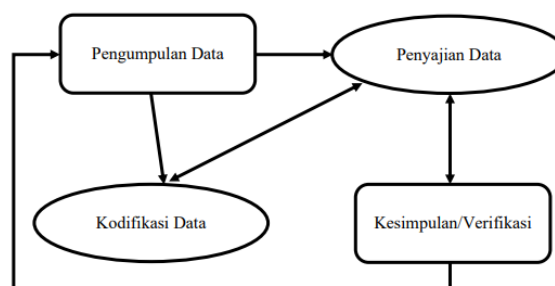 Pengumpulan Data
Penyajian Data
Kodifikasi Data
Kesimpulan/Verifikasi